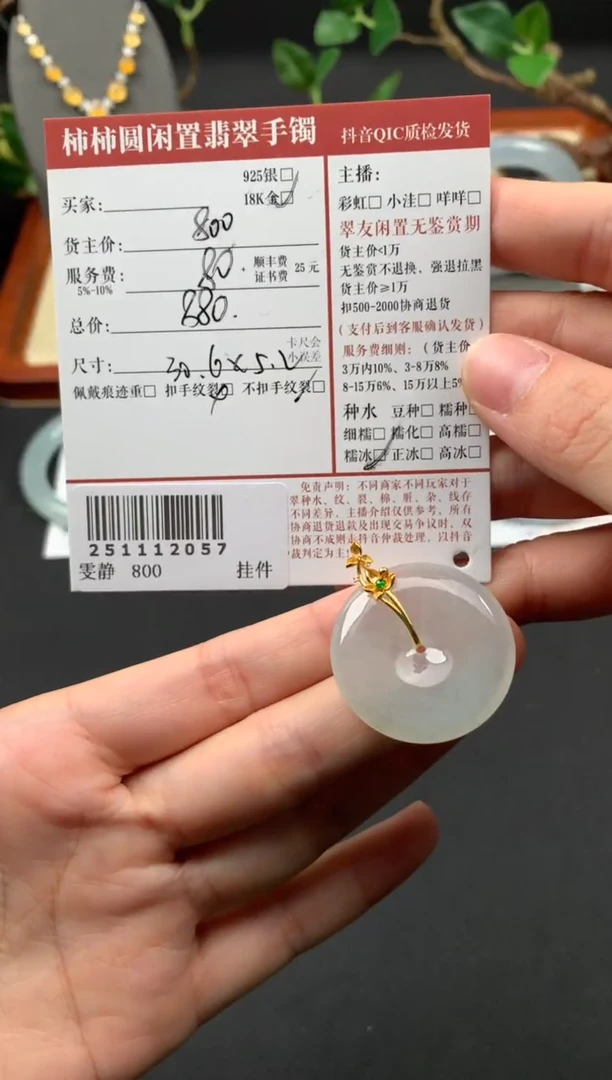 柿柿圆闲置翡翠手镯 抖音QIC质检发货
925银□
18K金□
买家:
货主价: 800
服务费: 80 + 顺丰费 证书费 25元
5%-10%
总价: 880.
卡尺会
小误差
尺寸: 30.6×5.2
佩戴痕迹重□ 扣手纹裂□ 不扣手纹裂□
主播:
彩虹□ 小洼□ 咩咩□
翠友闲置无鉴赏期
货主价<1万
无鉴赏不退换,强退拉黑
货主价≥1万
扣500-2000协商退货
(支付后到客服确认发货)
服务费细则:(货主价
3万内10%、3-8万8%
8-15万6%、15万以上5%
种水 豆种□ 糯种□
细糯□ 糯化□ 高糯□
糯冰□ 正冰□ 高冰□
免责声明:不同商家不同玩家对于
翠种水、纹、裂、棉、脏、杂、线存
不同差异,主播介绍仅供参考,所有
协商退货退款及出现交易争议时,双
协商不成则走抖音仲裁处理,以抖音
裁判定为主!
251112057
雯静 800 挂件